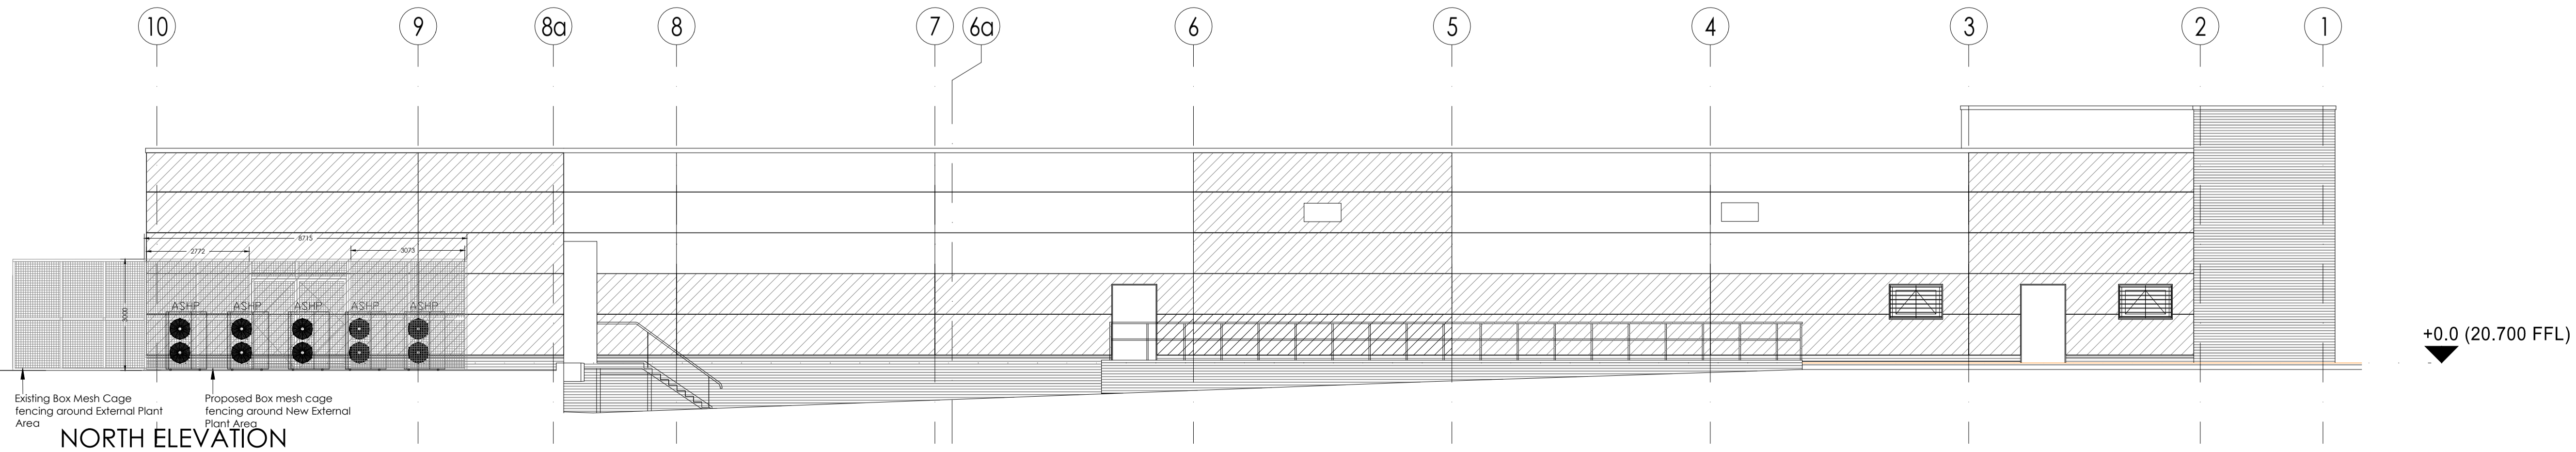 10 9 8a 8 7 6a 6 5 4 3 2 1
8715
2772 3073
3000
ASHP ASHP ASHP ASHP ASHP
+0.0 (20.700 FFL)
Existing Box Mesh Cage
fencing around External Plant
Area
Proposed Box mesh cage
fencing around New External
Plant Area
NORTH ELEVATION